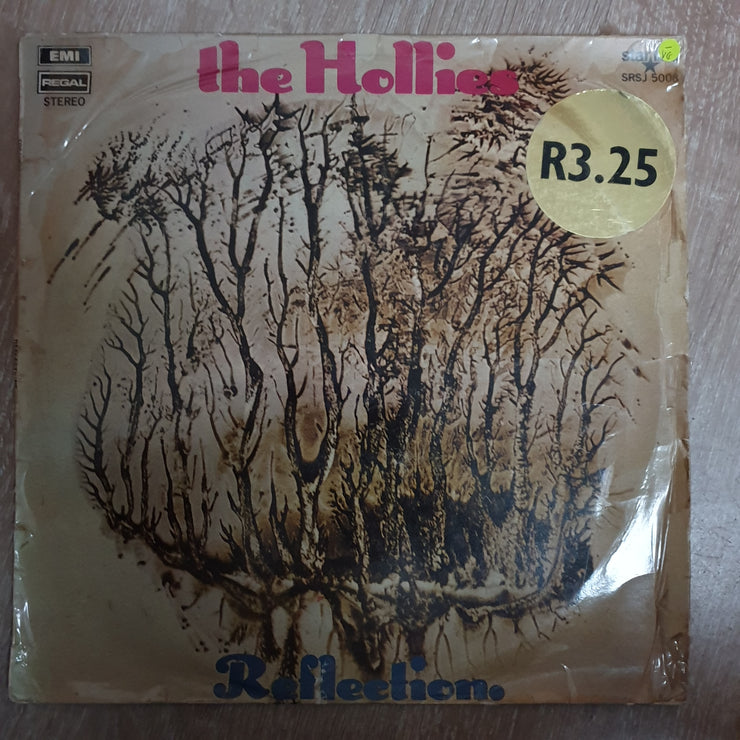 EMI
REGAL
STEREO
the Hollies
SRSJ 5008
R3.25
Reflection.